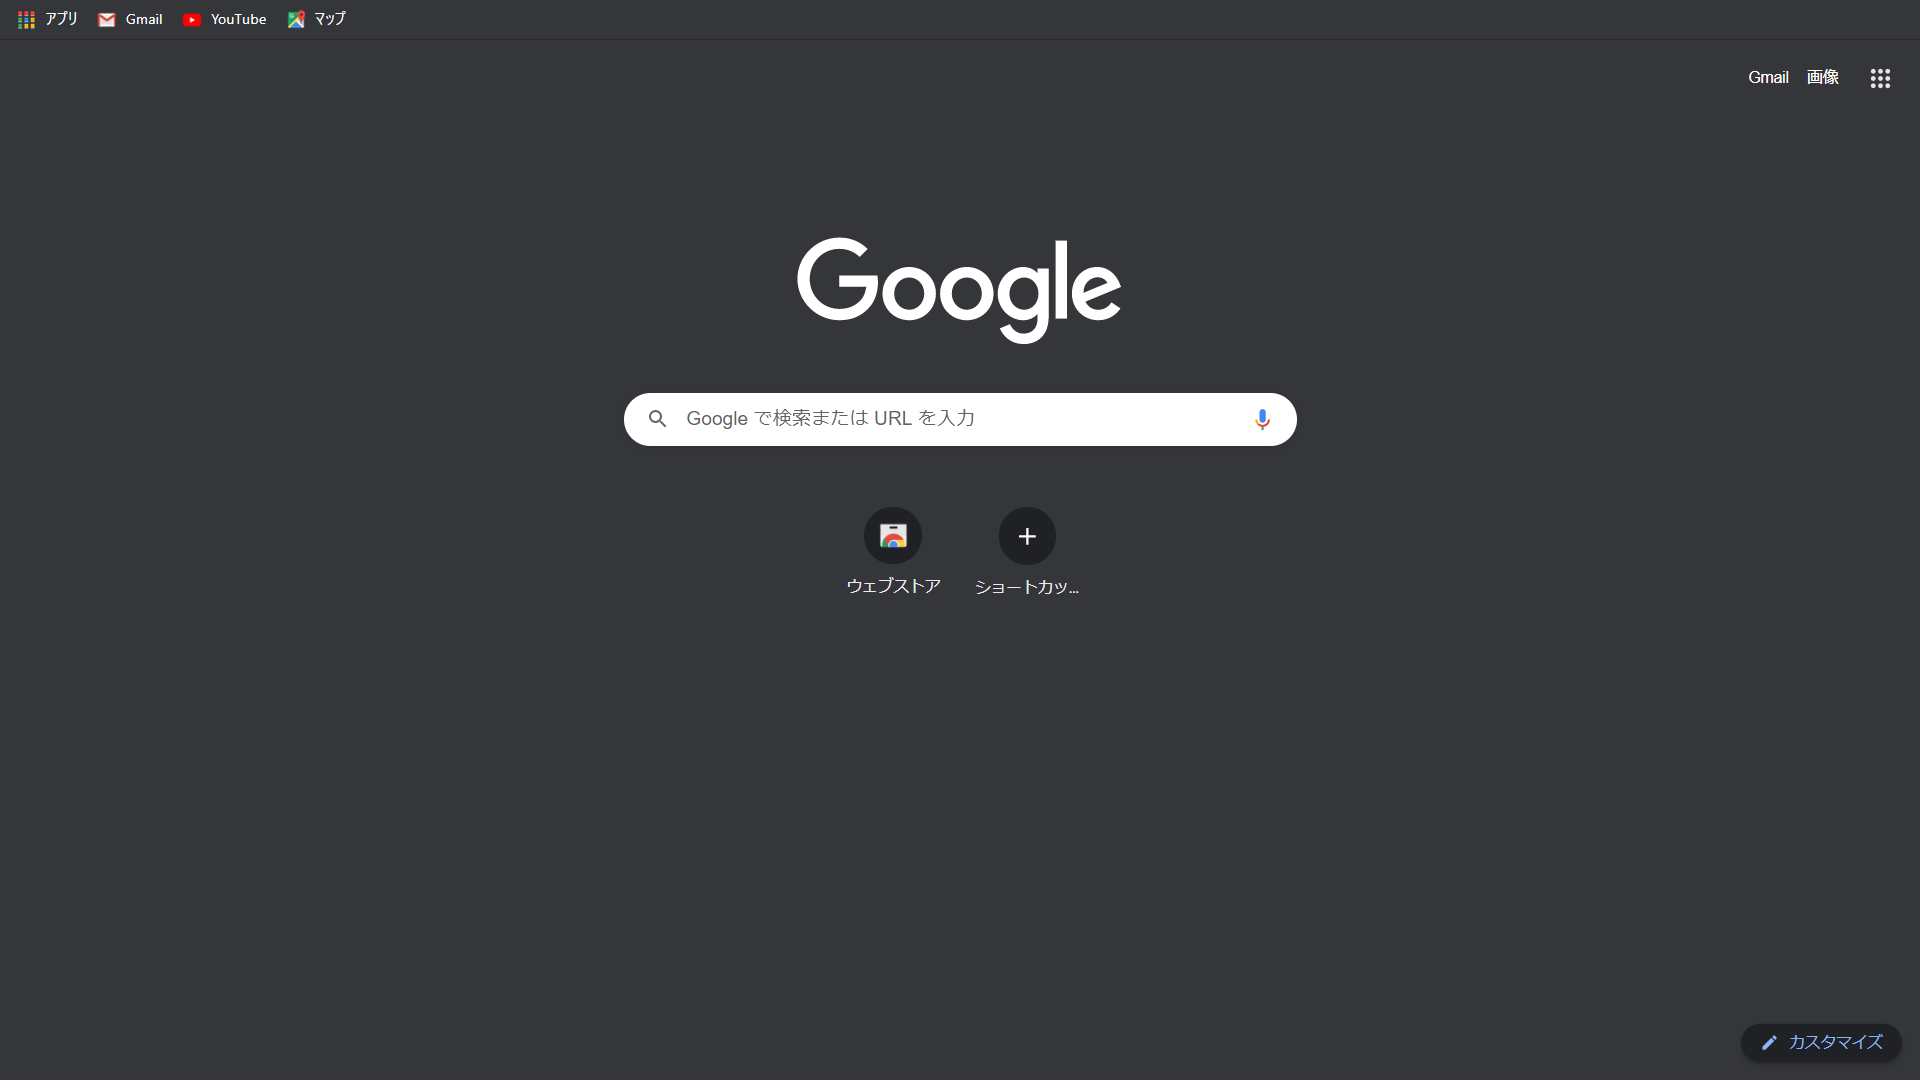 アプリ Gmail YouTube マップ
Gmail 画像
Google
Google で検索または URL を入力
ウェブストア ショートカッ...
カスタマイズ